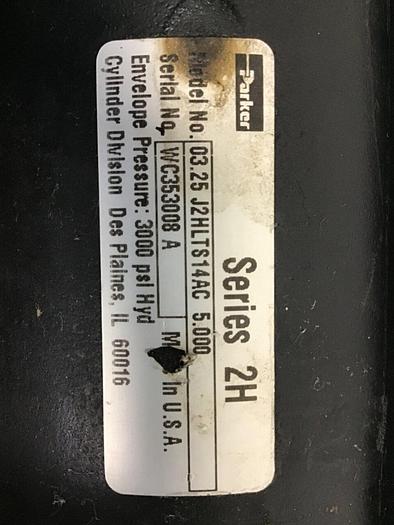 Parker
Series 2H
Model No. 03.25 J2HLTS14AC 5.000
Serial No. WC353008 A Made In U.S.A.
Envelope Pressure: 3000 psi Hyd
Cylinder Division Des Plaines, IL 60016